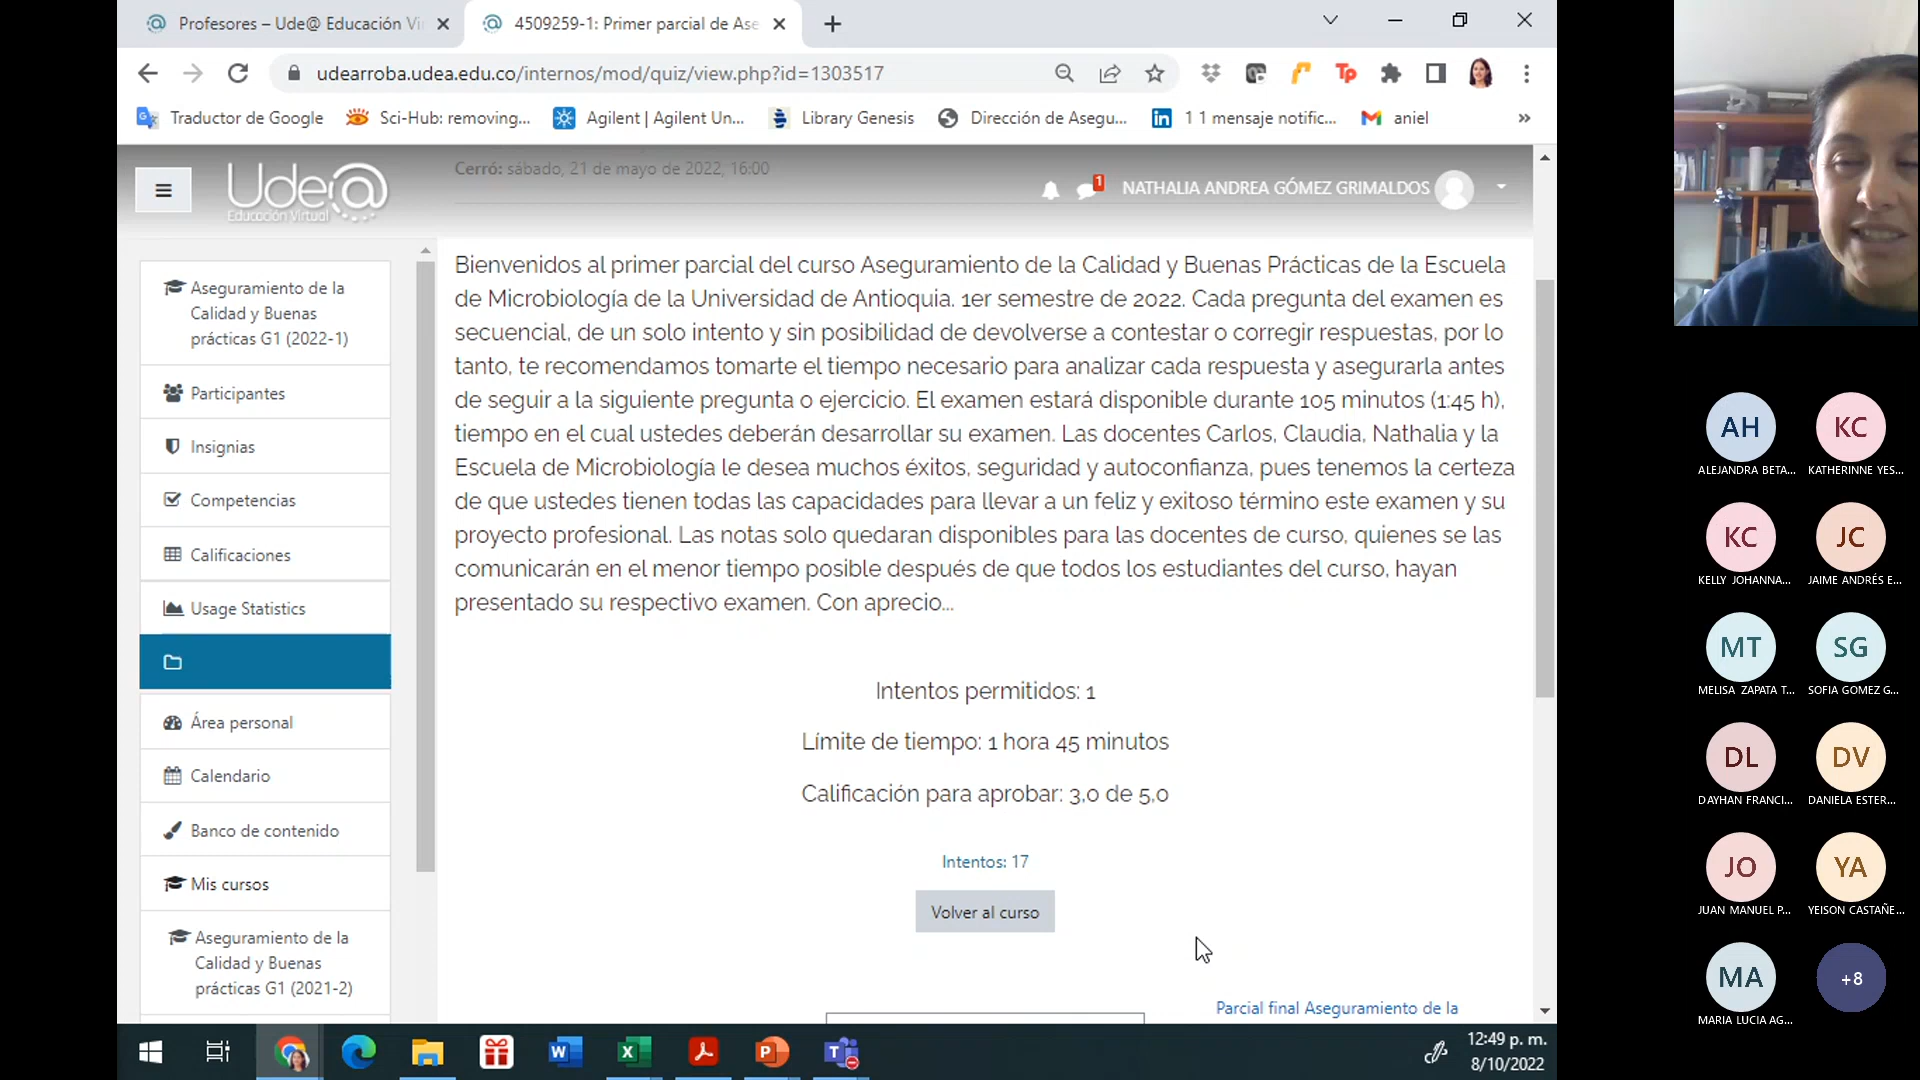 Profesores – Ude@ Educación Vi
4509259-1: Primer parcial de Ase
udearroba.udea.edu.co/internos/mod/quiz/view.php?id=1303517
Traductor de Google
Sci-Hub: removing...
Agilent | Agilent Un...
Library Genesis
Dirección de Asegu...
1 1 mensaje notific...
aniel
»
Ude@
Educación Virtual
Cerró: sábado, 21 de mayo de 2022, 16:00
1
NATHALIA ANDREA GÓMEZ GRIMALDOS
Aseguramiento de la
Calidad y Buenas
prácticas G1 (2022-1)
Participantes
Insignias
Competencias
Calificaciones
Usage Statistics
Área personal
Calendario
Banco de contenido
Mis cursos
Aseguramiento de la
Calidad y Buenas
prácticas G1 (2021-2)
Bienvenidos al primer parcial del curso Aseguramiento de la Calidad y Buenas Prácticas de la Escuela
de Microbiología de la Universidad de Antioquia. 1er semestre de 2022. Cada pregunta del examen es
secuencial, de un solo intento y sin posibilidad de devolverse a contestar o corregir respuestas, por lo
tanto, te recomendamos tomarte el tiempo necesario para analizar cada respuesta y asegurarla antes
de seguir a la siguiente pregunta o ejercicio. El examen estará disponible durante 105 minutos (1:45 h),
tiempo en el cual ustedes deberán desarrollar su examen. Las docentes Carlos, Claudia, Nathalia y la
Escuela de Microbiología le desea muchos éxitos, seguridad y autoconfianza, pues tenemos la certeza
de que ustedes tienen todas las capacidades para llevar a un feliz y exitoso término este examen y su
proyecto profesional. Las notas solo quedaran disponibles para las docentes de curso, quienes se las
comunicarán en el menor tiempo posible después de que todos los estudiantes del curso, hayan
presentado su respectivo examen. Con aprecio...
Intentos permitidos: 1
Límite de tiempo: 1 hora 45 minutos
Calificación para aprobar: 3,0 de 5,0
Intentos: 17
Volver al curso
Parcial final Aseguramiento de la
12:49 p. m.
8/10/2022
AH
ALEJANDRA BETA...
KC
KATHERINNE YES...
KC
KELLY JOHANNA...
JC
JAIME ANDRÉS E...
MT
MELISA ZAPATA T...
SG
SOFIA GOMEZ G...
DL
DAYHAN FRANCI...
DV
DANIELA ESTER...
JO
JUAN MANUEL P...
YA
YEISON CASTAÑE...
MA
MARIA LUCIA AG...
+8